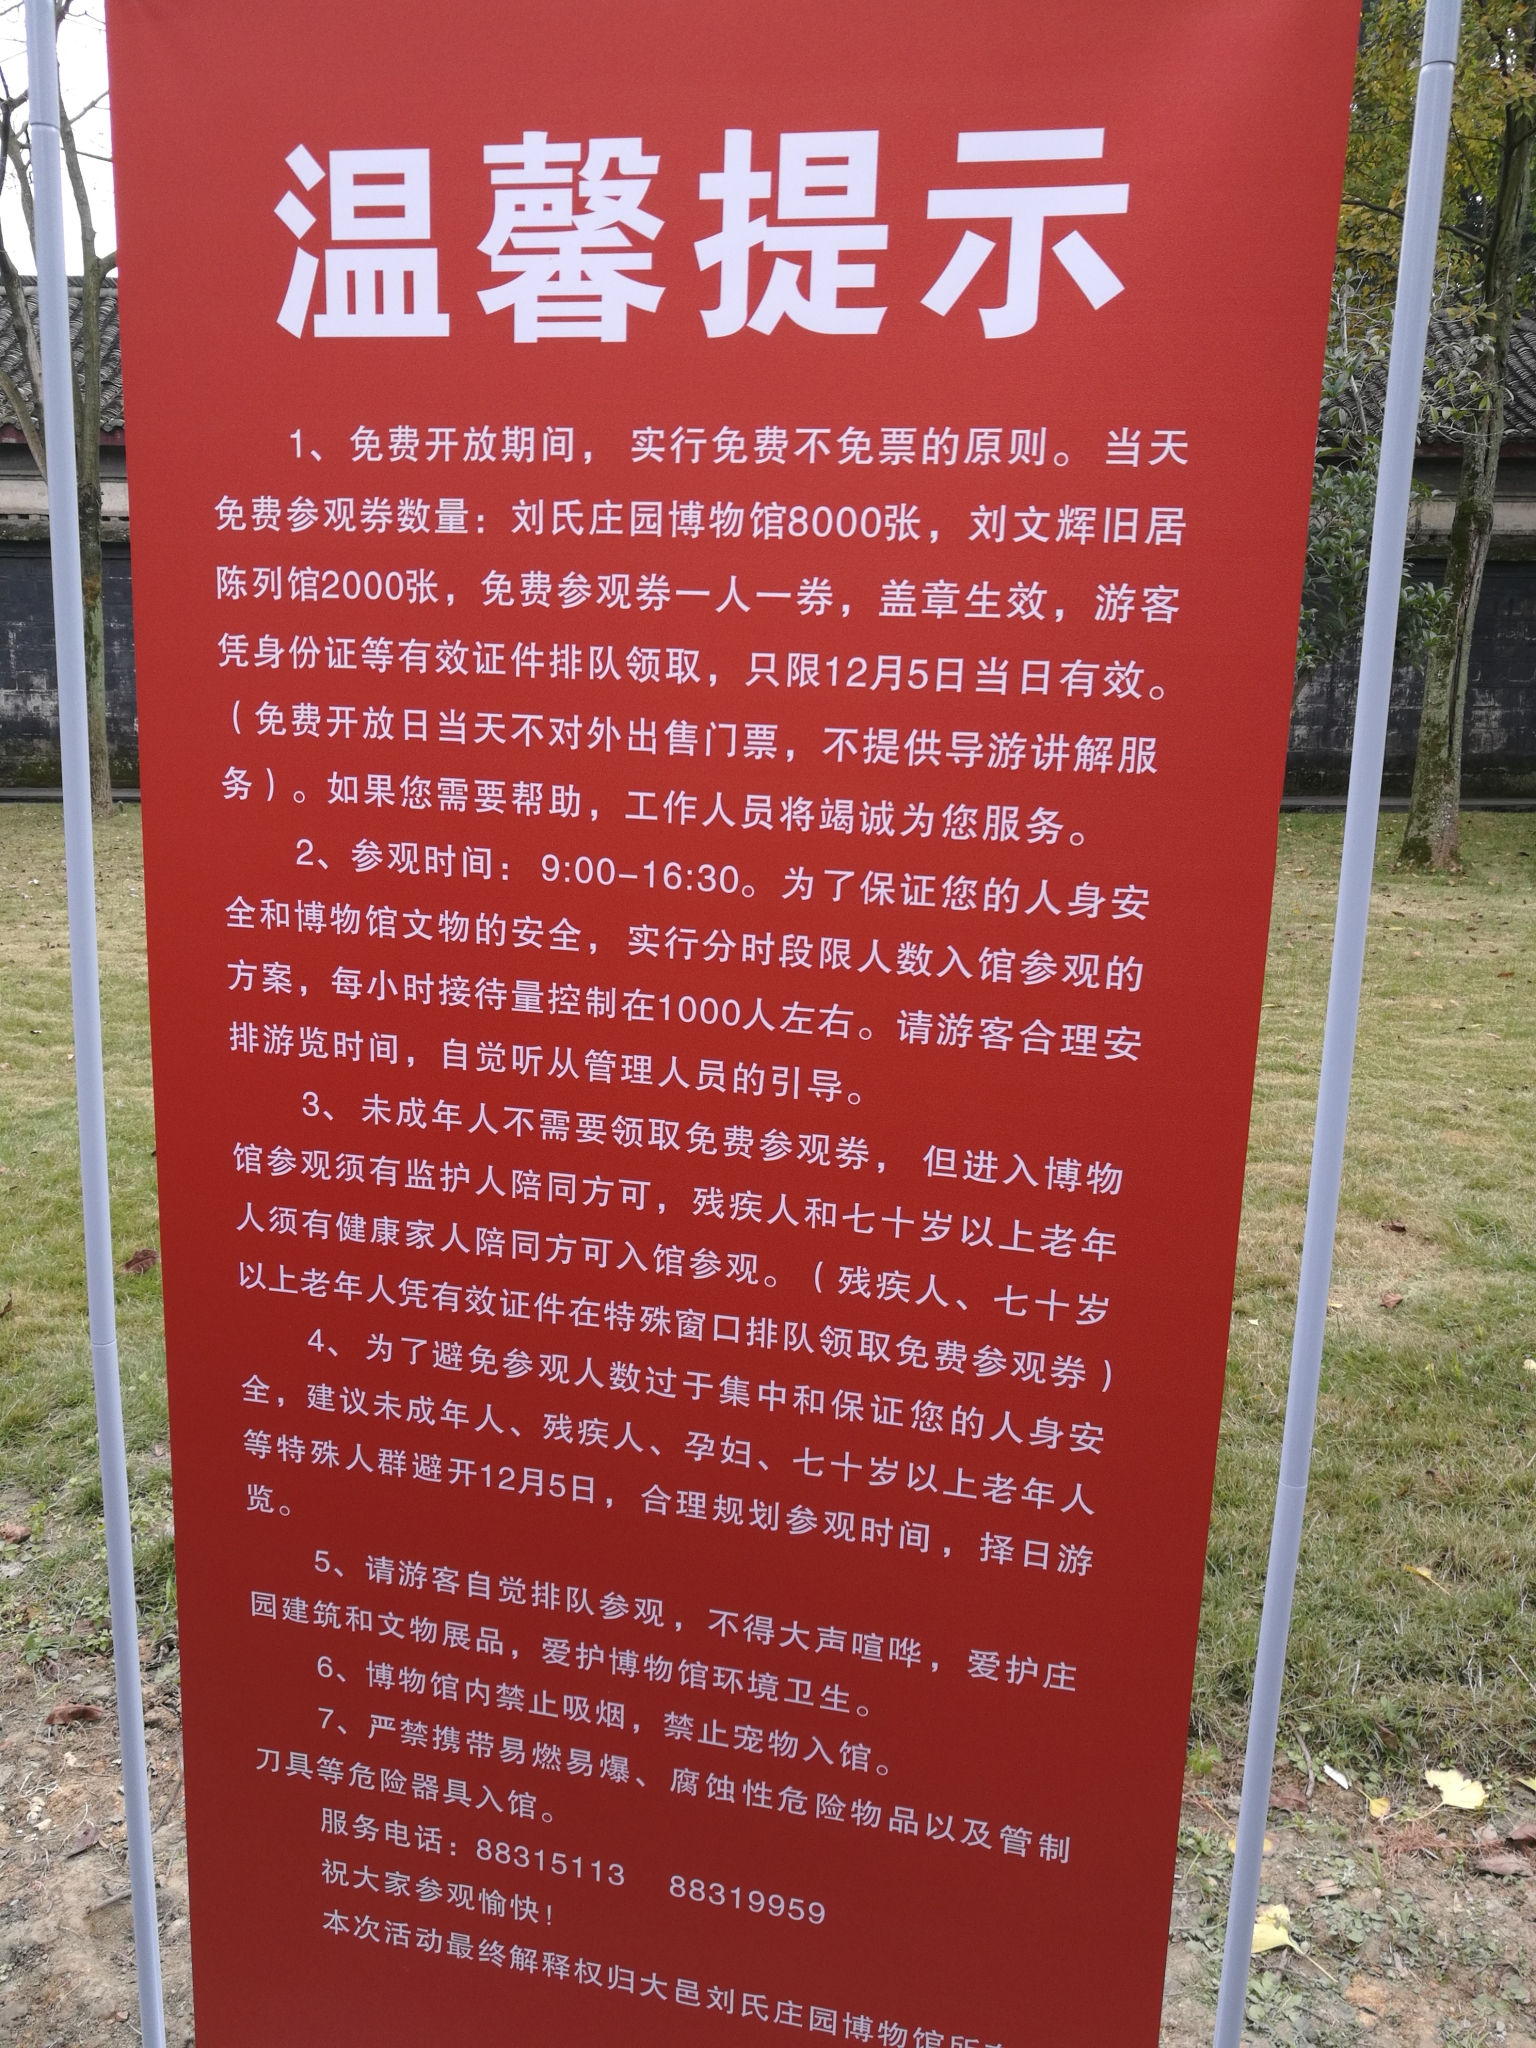 温馨提示
1、免费开放期间，实行免费不免票的原则。当天
免费参观券数量：刘氏庄园博物馆8000张，刘文辉旧居
陈列馆2000张，免费参观券一人一券，盖章生效，游客
凭身份证等有效证件排队领取，只限12月5日当日有效。
（免费开放日当天不对外出售门票，不提供导游讲解服
务）。如果您需要帮助，工作人员将竭诚为您服务。
2、参观时间：9:00-16:30。为了保证您的人身安
全和博物馆文物的安全，实行分时段限人数入馆参观的
方案，每小时接待量控制在1000人左右。请游客合理安
排游览时间，自觉听从管理人员的引导。
3、未成年人不需要领取免费参观券，但进入博物
馆参观须有监护人陪同方可，残疾人和七十岁以上老年
人须有健康家人陪同方可入馆参观。（残疾人、七十岁
以上老年人凭有效证件在特殊窗口排队领取免费参观券）
4、为了避免参观人数过于集中和保证您的人身安
全，建议未成年人、残疾人、孕妇、七十岁以上老年人
等特殊人群避开12月5日，合理规划参观时间，择日游
览。
5、请游客自觉排队参观，不得大声喧哗，爱护庄
园建筑和文物展品，爱护博物馆环境卫生。
6、博物馆内禁止吸烟，禁止宠物入馆。
7、严禁携带易燃易爆、腐蚀性危险物品以及管制
刀具等危险器具入馆。
服务电话：88315113 88319959
祝大家参观愉快！
本次活动最终解释权归大邑刘氏庄园博物馆所有